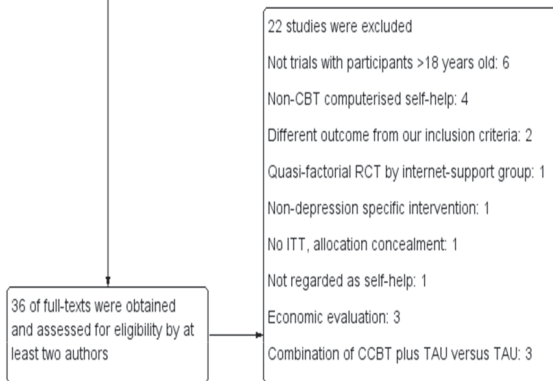 22 studies were excluded
Not trials with participants >18 years old: 6
Non-CBT computerised self-help: 4
Different outcome from our inclusion criteria: 2
Quasi-factorial RCT by internet-support group: 1
Non-depression specific intervention: 1
No ITT, allocation concealment: 1
Not regarded as self-help: 1
Economic evaluation: 3
Combination of CCBT plus TAU versus TAU: 3
36 of full-texts were obtained
and assessed for eligibility by at
least two authors